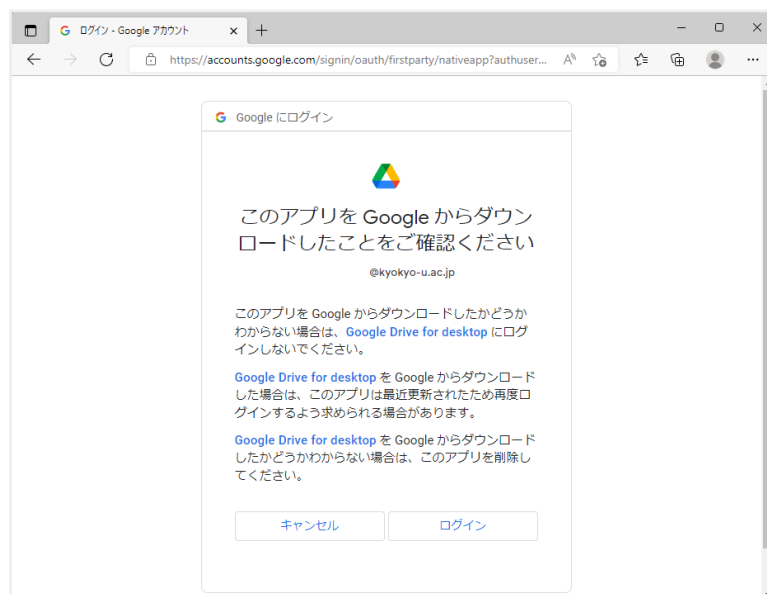 ログイン - Google アカウント
https://accounts.google.com/signin/oauth/firstparty/nativeapp?authuser...
G Google にログイン
このアプリを Google からダウン
ロードしたことをご確認ください
@kyokyo-u.ac.jp
このアプリを Google からダウンロードしたかどうか
わからない場合は、Google Drive for desktop にログ
インしないでください。
Google Drive for desktop を Google からダウンロード
した場合は、このアプリは最近更新されたため再度ロ
グインするよう求められる場合があります。
Google Drive for desktop を Google からダウンロード
したかどうかわからない場合は、このアプリを削除し
てください。
キャンセル
ログイン